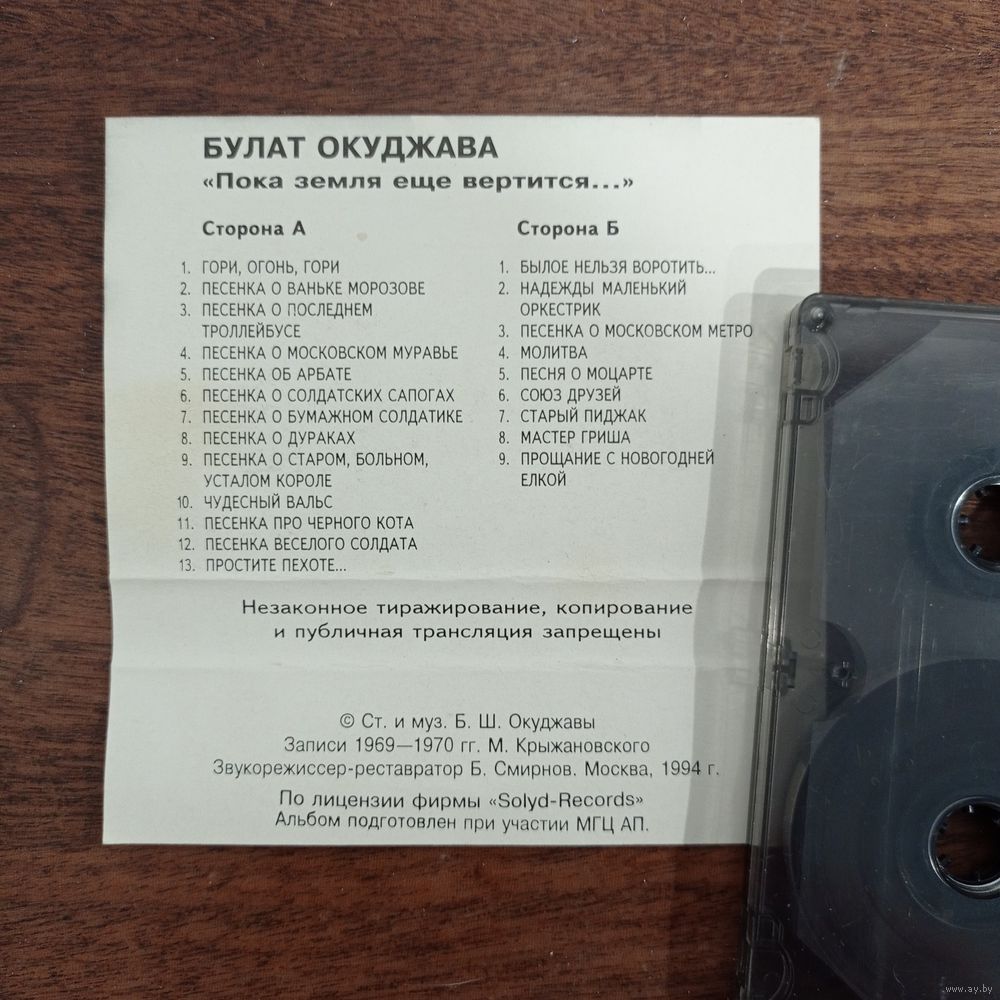 БУЛАТ ОКУДЖАВА
«Пока земля еще вертится...»
Сторона А
1. ГОРИ, ОГОНЬ, ГОРИ
2. ПЕСЕНКА О ВАНЬКЕ МОРОЗОВЕ
3. ПЕСЕНКА О ПОСЛЕДНЕМ
ТРОЛЛЕЙБУСЕ
4. ПЕСЕНКА О МОСКОВСКОМ МУРАВЬЕ
5. ПЕСЕНКА ОБ АРБАТЕ
6. ПЕСЕНКА О СОЛДАТСКИХ САПОГАХ
7. ПЕСЕНКА О БУМАЖНОМ СОЛДАТИКЕ
8. ПЕСЕНКА О ДУРАКАХ
9. ПЕСЕНКА О СТАРОМ, БОЛЬНОМ,
УСТАЛОМ КОРОЛЕ
10. ЧУДЕСНЫЙ ВАЛЬС
11. ПЕСЕНКА ПРО ЧЕРНОГО КОТА
12. ПЕСЕНКА ВЕСЕЛОГО СОЛДАТА
13. ПРОСТИТЕ ПЕХОТЕ...
Сторона Б
1. БЫЛОЕ НЕЛЬЗЯ ВОРОТИТЬ...
2. НАДЕЖДЫ МАЛЕНЬКИЙ
ОРКЕСТРИК
3. ПЕСЕНКА О МОСКОВСКОМ МЕТРО
4. МОЛИТВА
5. ПЕСНЯ О МОЦАРТЕ
6. СОЮЗ ДРУЗЕЙ
7. СТАРЫЙ ПИДЖАК
8. МАСТЕР ГРИША
9. ПРОЩАНИЕ С НОВОГОДНЕЙ
ЕЛКОЙ
Незаконное тиражирование, копирование
и публичная трансляция запрещены
© Ст. и муз. Б. Ш. Окуджавы
Записи 1969—1970 гг. М. Крыжановского
Звукорежиссер-реставратор Б. Смирнов. Москва, 1994 г.
По лицензии фирмы «Solyd-Records»
Альбом подготовлен при участии МГЦ АП.
www.ay.by